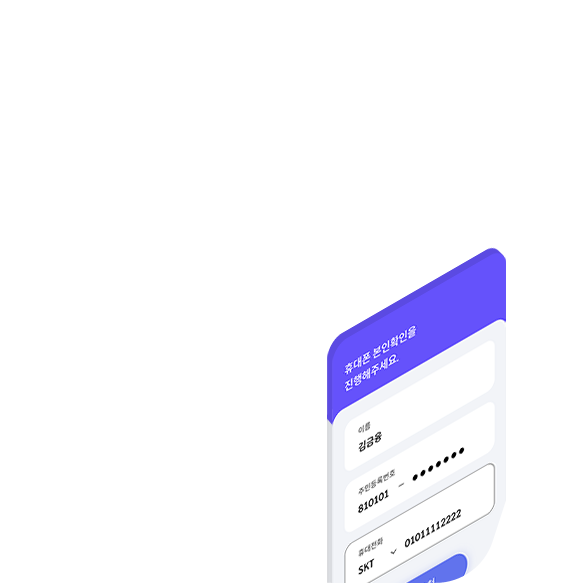 휴대폰 본인확인을
진행해주세요.
이름
김금융
주민등록번호
810101 – ●●●●●●●
휴대전화
SKT 01011112222